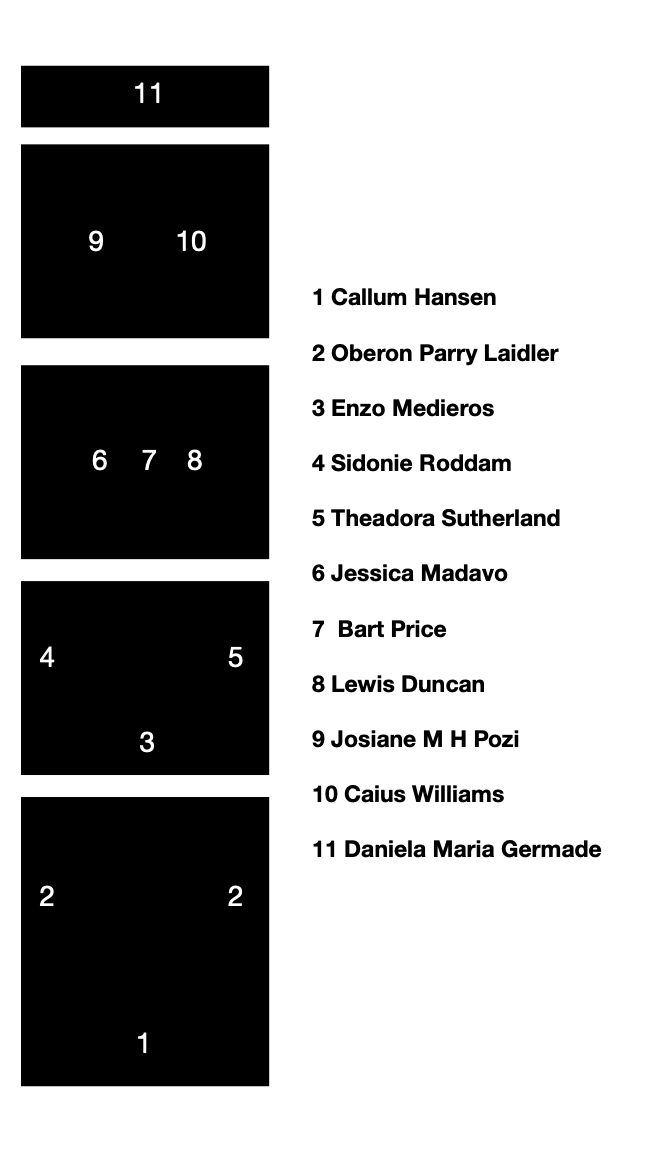 11
9 10
6 7 8
4 5
3
2 2
1
1 Callum Hansen
2 Oberon Parry Laidler
3 Enzo Medieros
4 Sidonie Roddam
5 Theadora Sutherland
6 Jessica Madavo
7  Bart Price
8 Lewis Duncan
9 Josiane M H Pozi
10 Caius Williams
11 Daniela Maria Germade